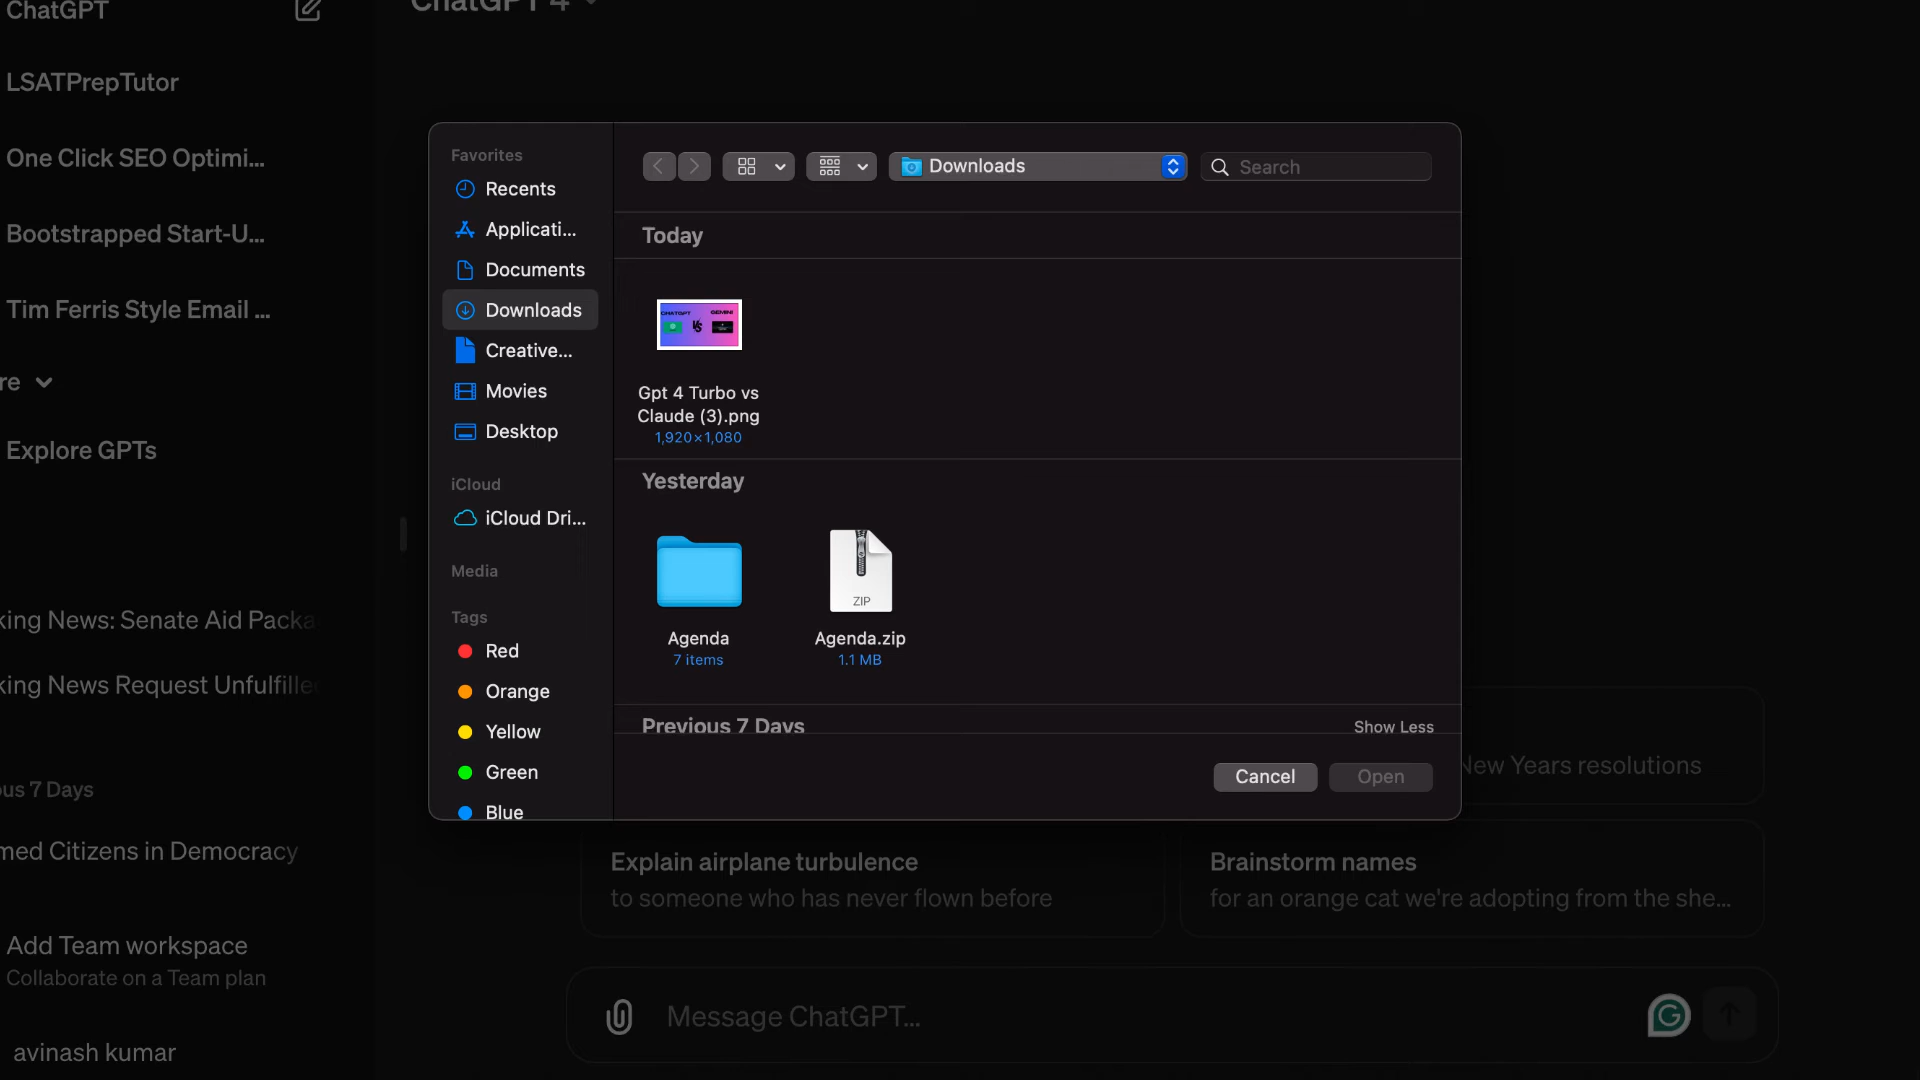 ChatGPT
ChatGPT 4
LSATPrepTutor
One Click SEO Optimi...
Bootstrapped Start-U...
Tim Ferris Style Email ...
re
Explore GPTs
king News: Senate Aid Packa
king News Request Unfulfille
us 7 Days
med Citizens in Democracy
Add Team workspace
Collaborate on a Team plan
avinash kumar
Favorites
Recents
Applicati...
Documents
Downloads
Creative...
Movies
Desktop
iCloud
iCloud Dri...
Media
Tags
Red
Orange
Yellow
Green
Blue
Downloads
Search
Today
CHATGPT
VS
GEMINI
Gpt 4 Turbo vs
Claude (3).png
1,920×1,080
Yesterday
ZIP
Agenda
7 items
Agenda.zip
1.1 MB
Previous 7 Days
Show Less
Cancel
Open
New Years resolutions
Explain airplane turbulence
to someone who has never flown before
Brainstorm names
for an orange cat we're adopting from the she...
Message ChatGPT...